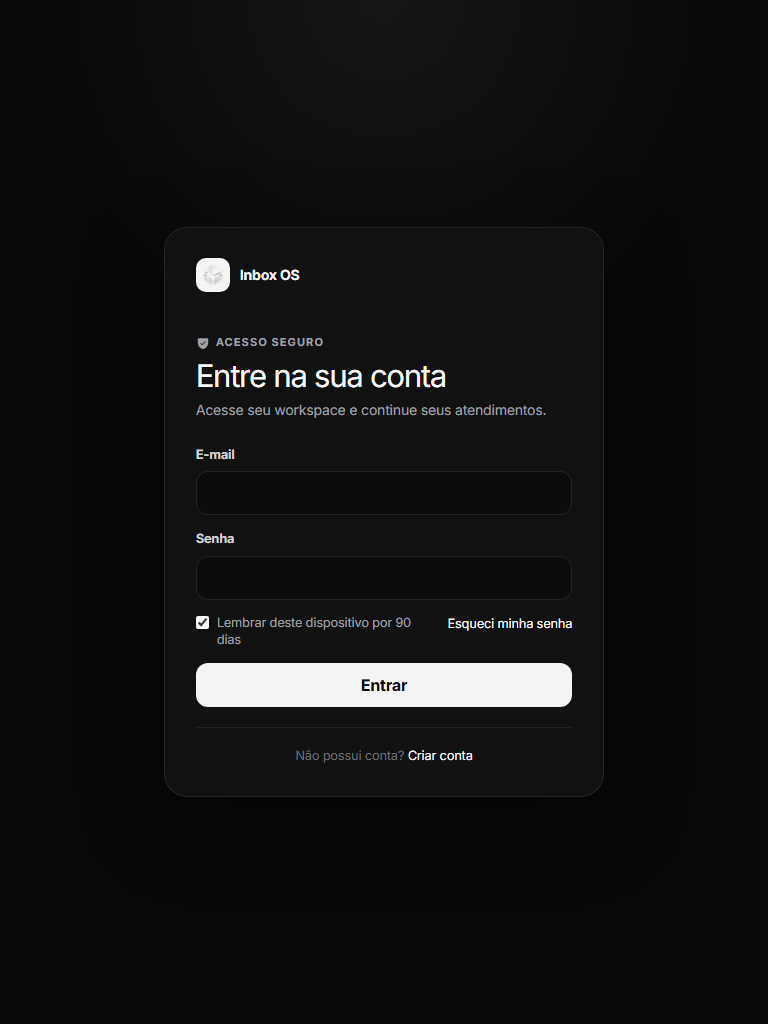 Inbox OS
ACESSO SEGURO
Entre na sua conta
Acesse seu workspace e continue seus atendimentos.
E-mail
Senha
Lembrar deste dispositivo por 90
dias
Esqueci minha senha
Entrar
Não possui conta? Criar conta